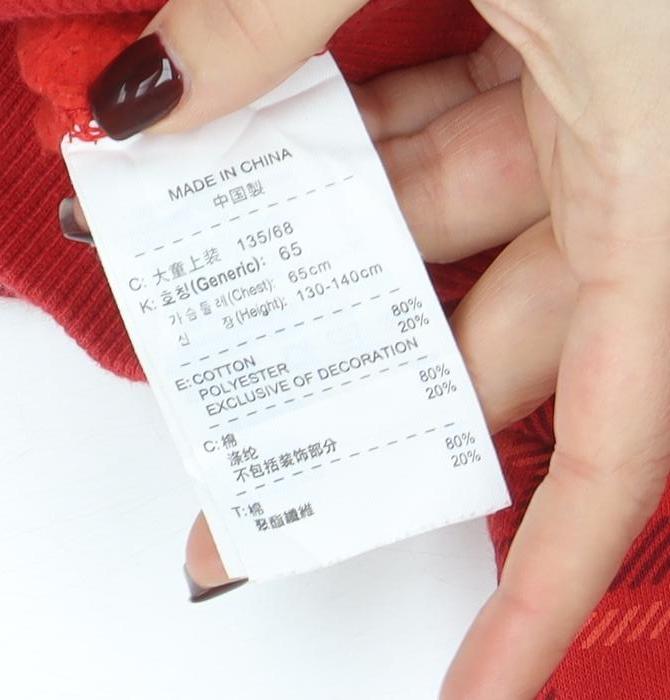 MADE IN CHINA
中国製
C: 大童上装 135/68
K: 호칭(Generic): 65
가슴둘레(Chest): 65cm
신 장(Height): 130-140cm
E: COTTON 80%
POLYESTER 20%
EXCLUSIVE OF DECORATION
C: 棉 80%
涤纶 20%
不包括装饰部分
T: 棉 80%
聚酯纖維 20%